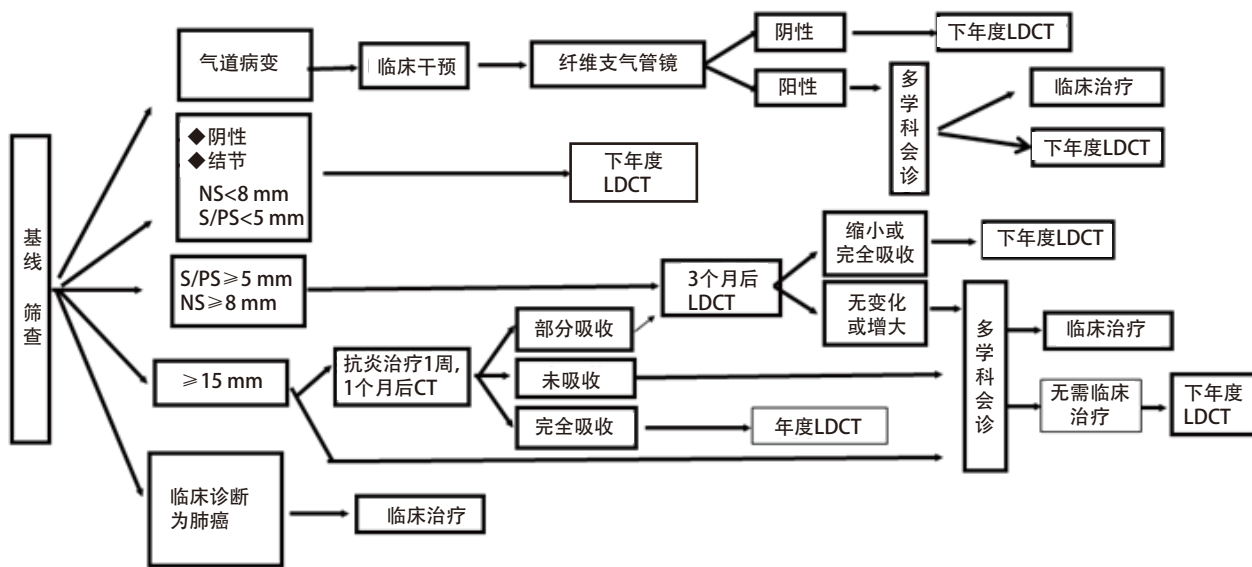 基线 筛查
气道病变
临床干预
纤维支气管镜
阴性
下年度LDCT
阳性
多学科会诊
临床治疗
下年度LDCT
◆阴性
◆结节
NS<8 mm
S/PS<5 mm
下年度
LDCT
S/PS≥5 mm
NS≥8 mm
3个月后
LDCT
缩小或
完全吸收
下年度LDCT
无变化
或增大
多学科会诊
临床治疗
无需临床
治疗
下年度
LDCT
≥15 mm
抗炎治疗1周,
1个月后CT
部分吸收
未吸收
完全吸收
年度LDCT
临床诊断
为肺癌
临床治疗